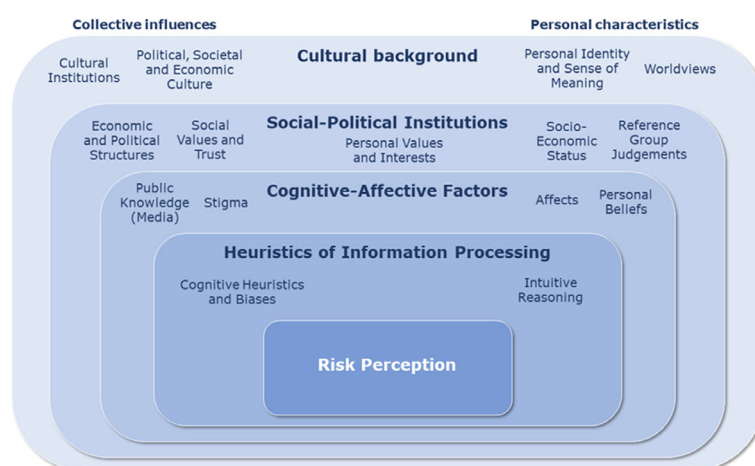 Collective influences
Personal characteristics
Cultural background
Cultural
Institutions
Political, Societal
and Economic
Culture
Personal Identity
and Sense of
Meaning
Worldviews
Social-Political Institutions
Economic
and Political
Structures
Social
Values and
Trust
Personal Values
and Interests
Socio-
Economic
Status
Reference
Group
Judgements
Cognitive-Affective Factors
Public
Knowledge
(Media)
Stigma
Affects
Personal
Beliefs
Heuristics of Information Processing
Cognitive Heuristics
and Biases
Intuitive
Reasoning
Risk Perception